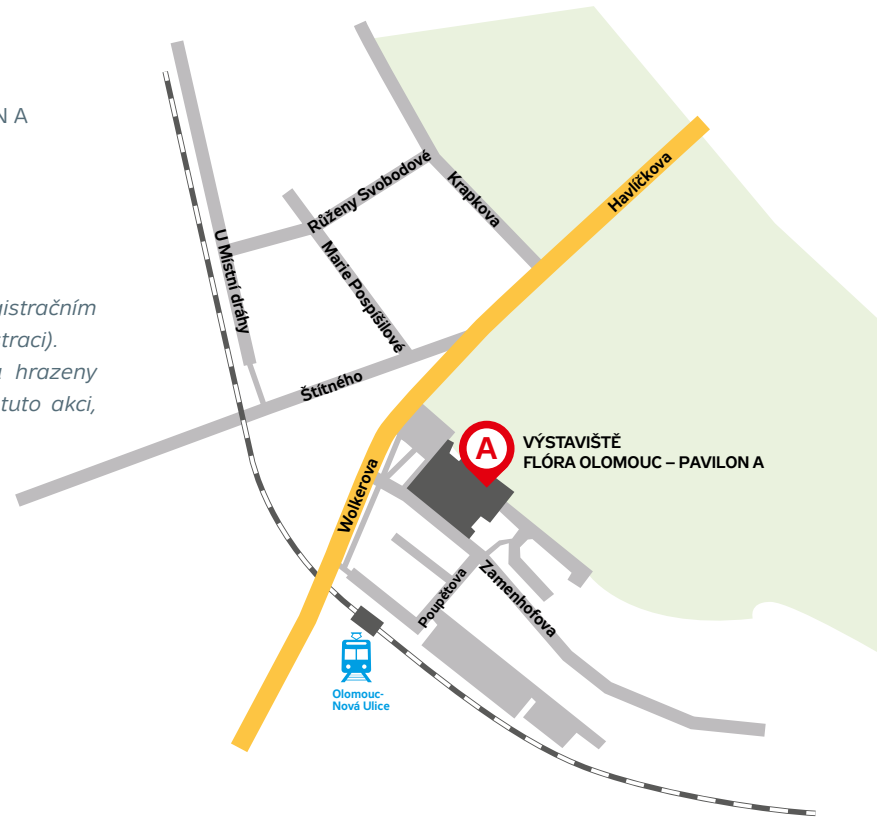 N A
gistračním
traci).
hrazeny
tuto akci,
Růženy Svobodové
Krapkova
Havlíčkova
U Místní dráhy
Marie Pospíšilové
Štítného
A
VÝSTAVIŠTĚ
FLÓRA OLOMOUC – PAVILON A
Wolkerova
Poupětova
Zamenhofova
Olomouc-
Nová Ulice